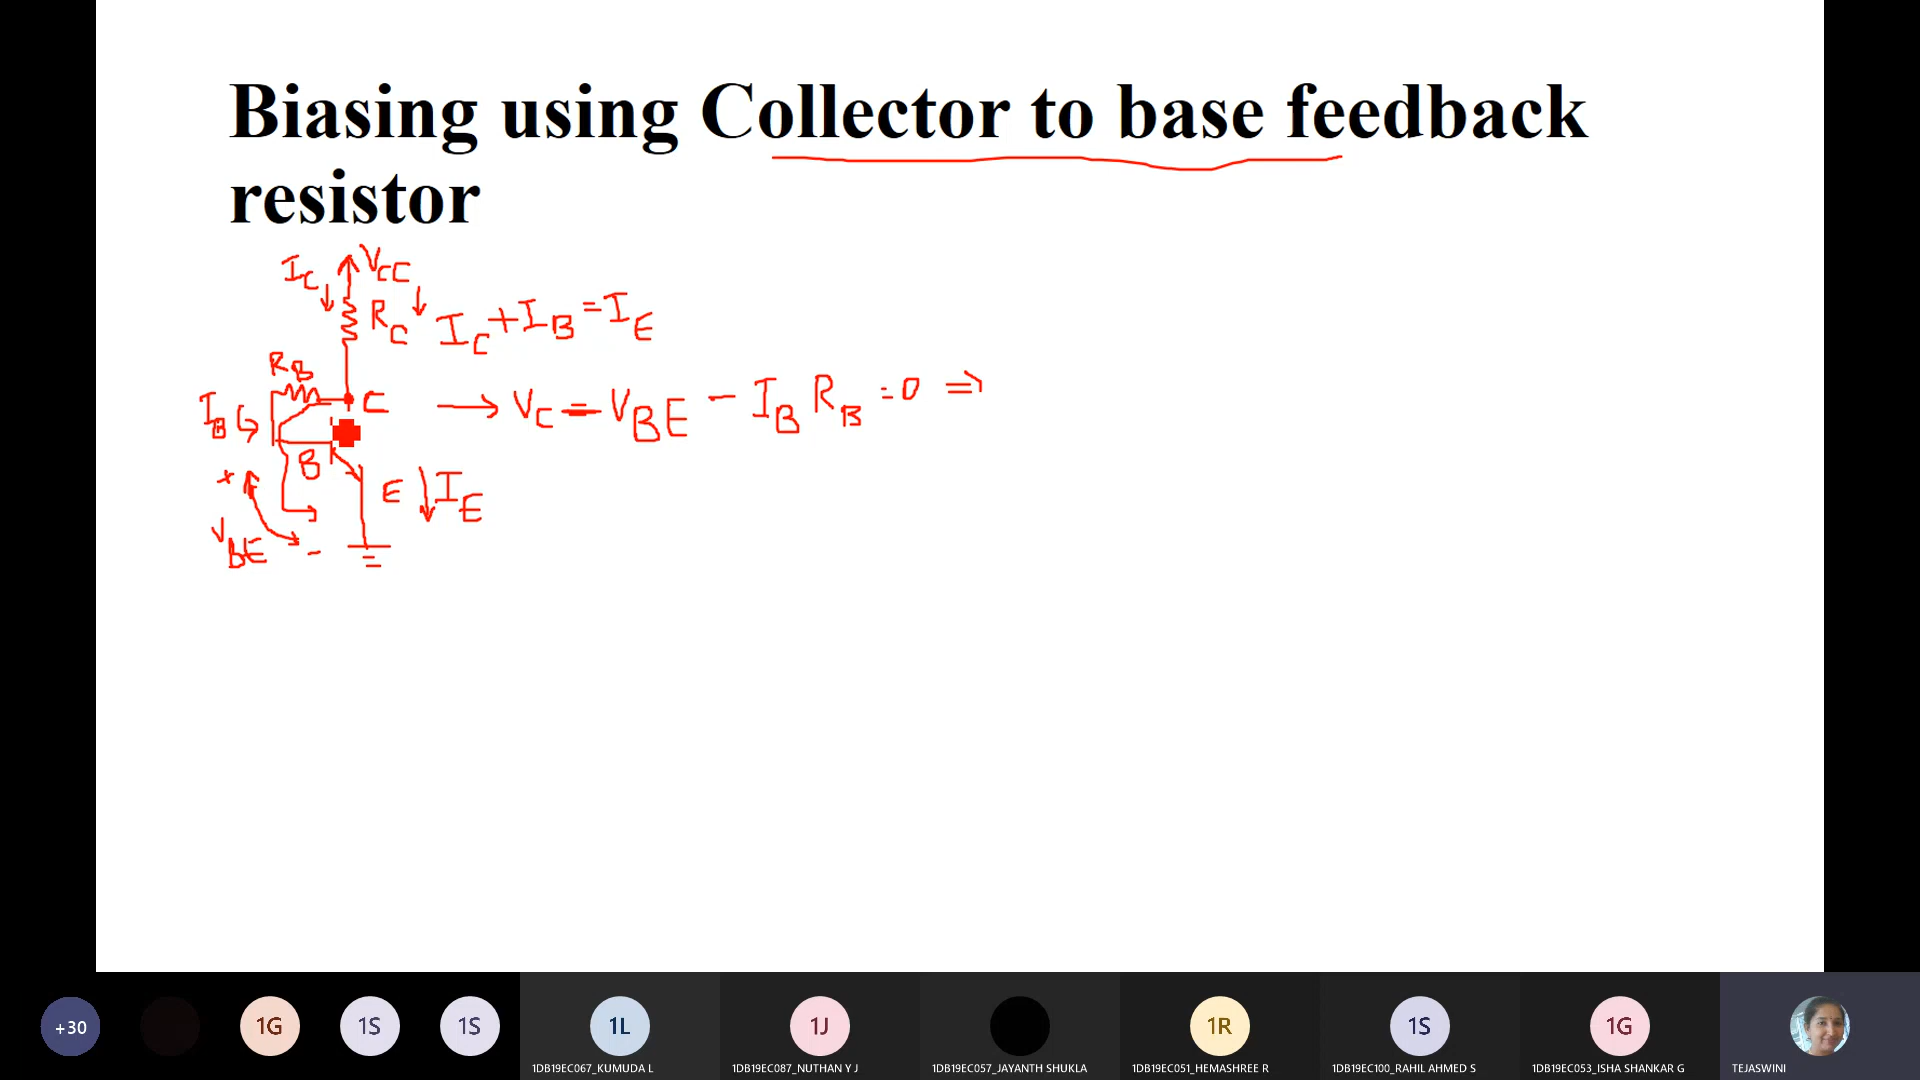 Biasing using Collector to base feedback
resistor
IC VCC
RC IC + IB = IE
RB
IB C → VC = VBE - IB RB = 0 ⇒
B
+ E IE
VBE -
+30 1G 1S 1S 1L 1J 1R 1S 1G
1DB19EC067_KUMUDA L 1DB19EC087_NUTHAN Y J 1DB19EC057_JAYANTH SHUKLA 1DB19EC051_HEMASHREE R 1DB19EC100_RAHIL AHMED S 1DB19EC053_ISHA SHANKAR G TEJASWINI